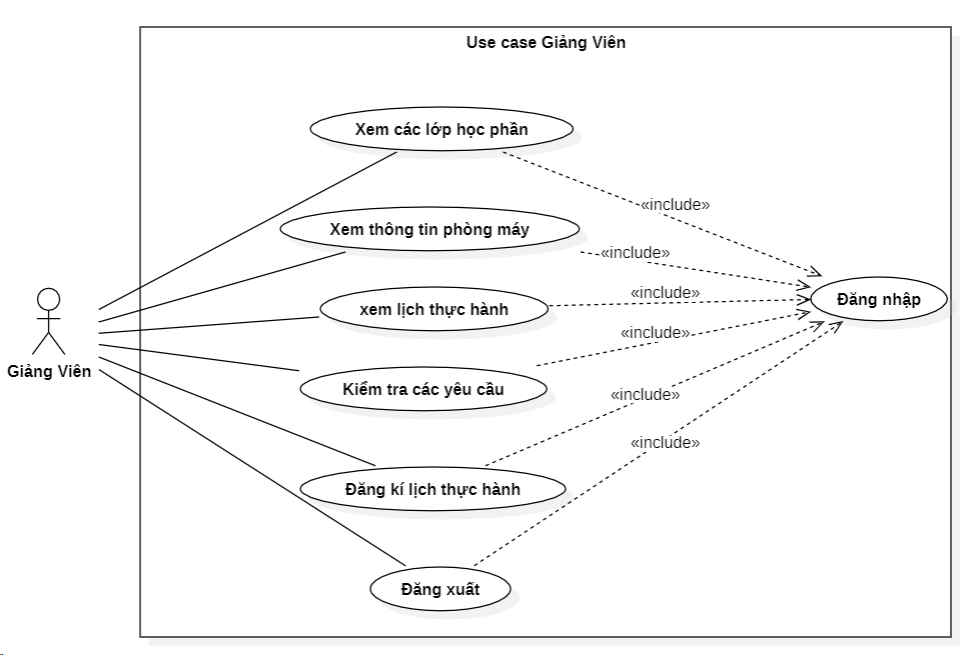 Use case Giảng Viên
Xem các lớp học phần
«include»
Xem thông tin phòng máy
«include»
xem lịch thực hành
«include»
Đăng nhập
Giảng Viên
«include»
Kiểm tra các yêu cầu
«include»
Đăng kí lịch thực hành
«include»
Đăng xuất